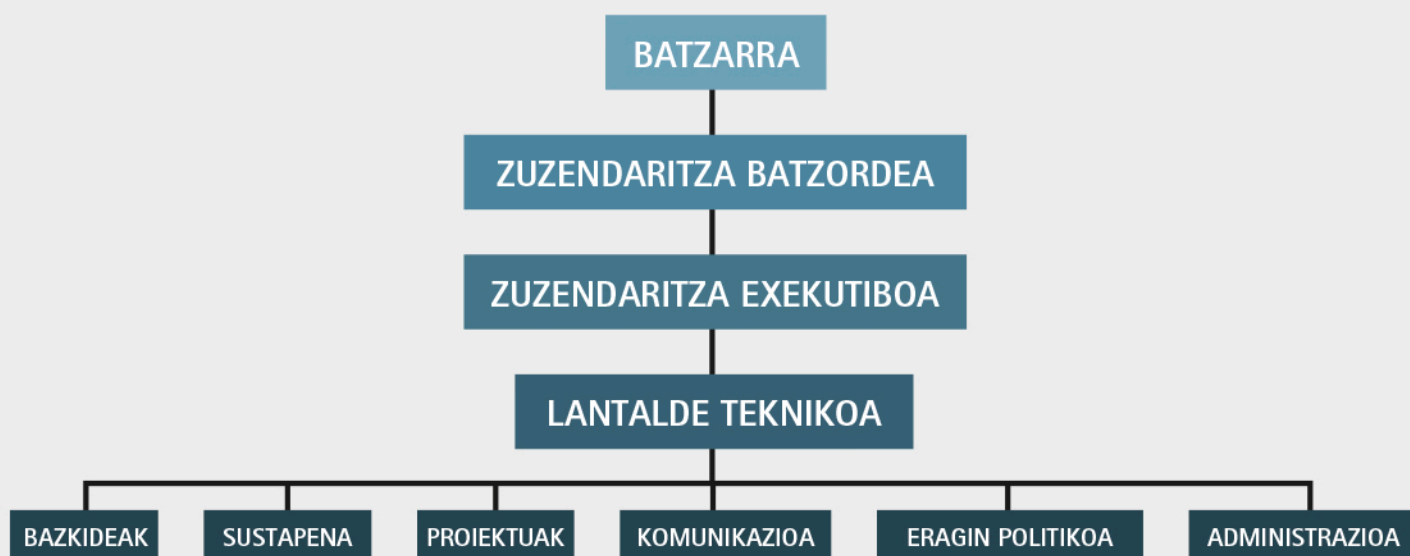 BATZARRA
ZUZENDARITZA BATZORDEA
ZUZENDARITZA EXEKUTIBOA
LANTALDE TEKNIKOA
BAZKIDEAK
SUSTAPENA
PROIEKTUAK
KOMUNIKAZIOA
ERAGIN POLITIKOA
ADMINISTRAZIOA